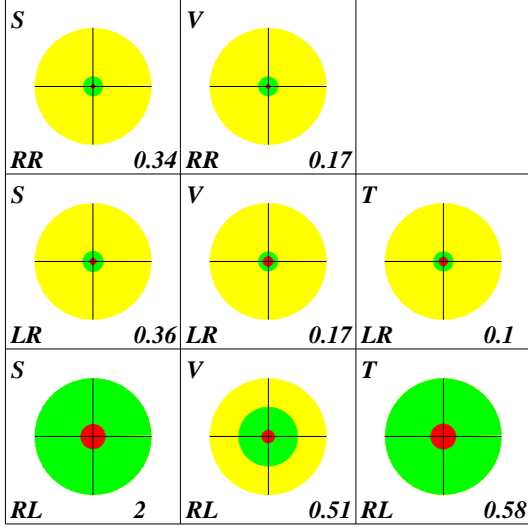 S V
RR 0.34 RR 0.17
S V T
LR 0.36 LR 0.17 LR 0.1
S V T
RL 2 RL 0.51 RL 0.58